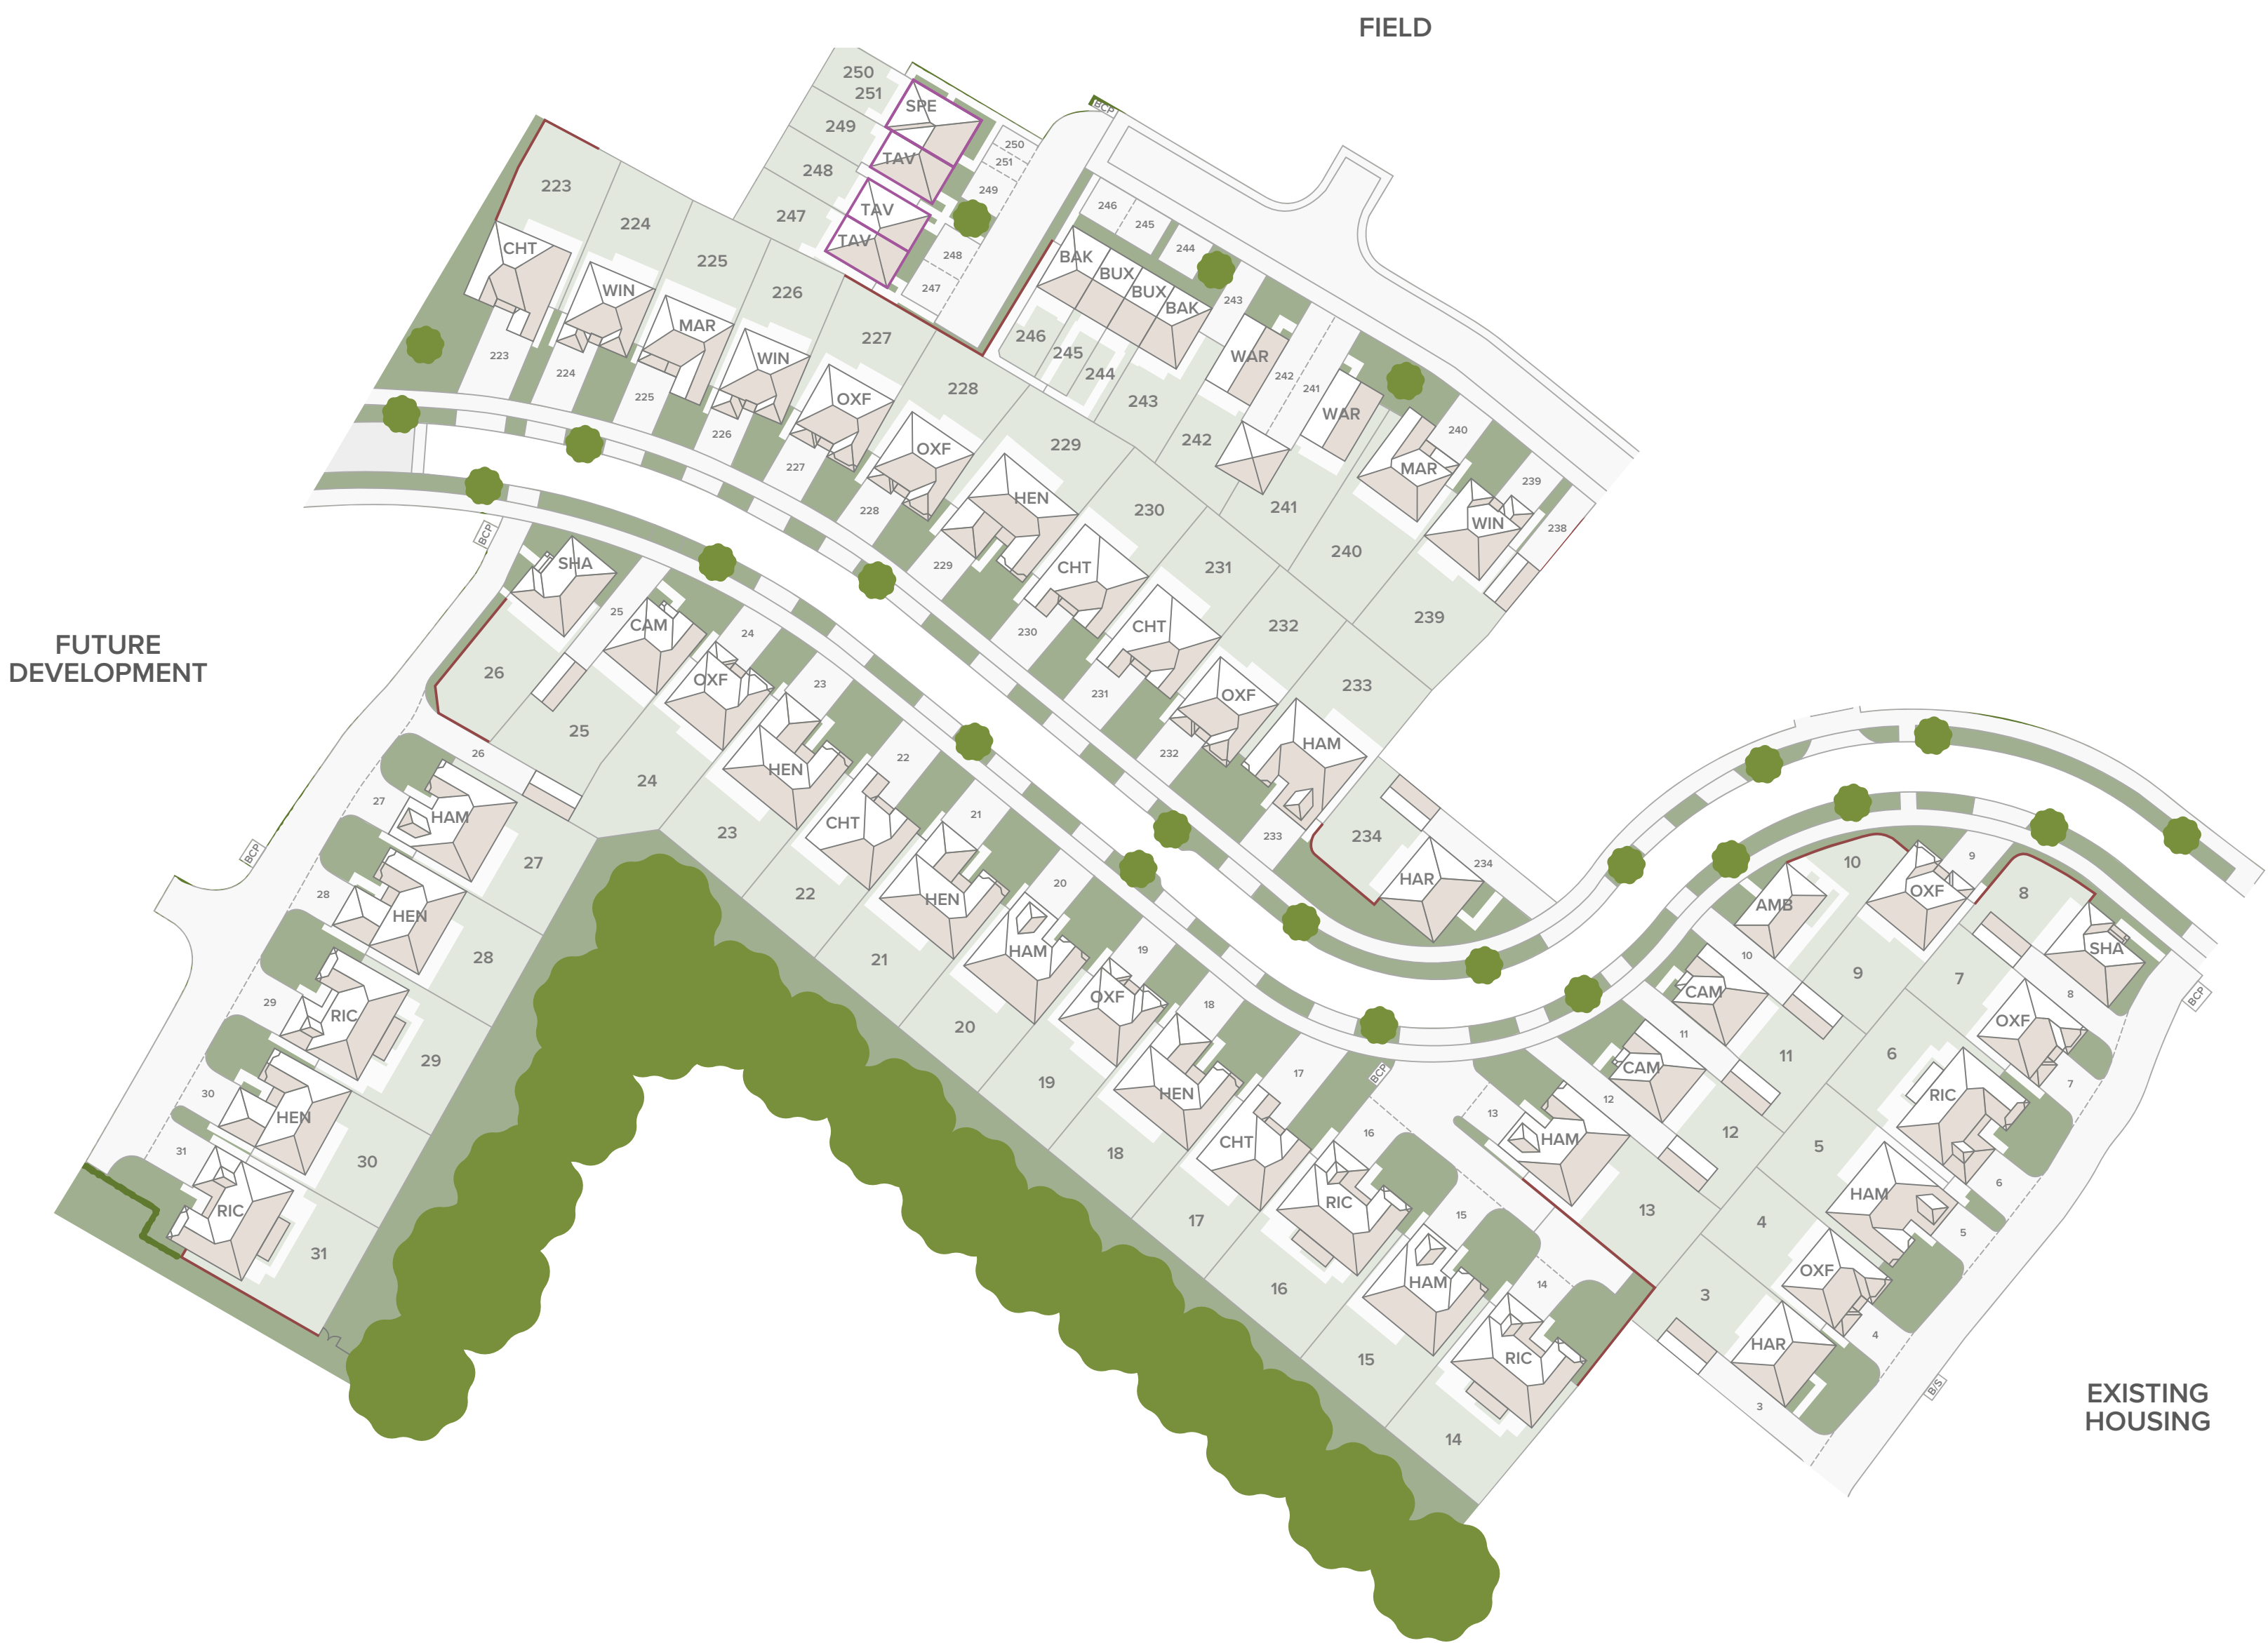 FIELD
250
251
249
248
247
SPE
TAV
TAV
TAV
250
251
249
248
247
BCP
223
224
225
226
227
228
229
230
231
232
233
234
CHT
WIN
MAR
WIN
OXF
OXF
HEN
CHT
CHT
OXF
HAM
HAR
223
224
225
226
227
228
229
230
231
232
233
234
246
245
244
243
242
241
240
239
238
BAK
BUX
BUX
BAK
WAR
WAR
MAR
WIN
246
245
244
243
242
241
240
239
FUTURE
DEVELOPMENT
BCP
SHA
25
CAM
24
OXF
23
HEN
22
CHT
21
HEN
20
HAM
19
OXF
18
HEN
17
CHT
16
RIC
15
HAM
14
RIC
26
25
24
23
22
21
20
19
18
17
16
15
14
BCP
26
27
HAM
27
28
HEN
28
29
RIC
29
30
HEN
30
31
RIC
31
BCP
13
HAM
13
12
CAM
12
11
CAM
11
10
AMB
10
9
OXF
9
8
SHA
8
BCP
7
OXF
7
6
RIC
6
5
HAM
5
4
OXF
4
3
HAR
3
B/S
EXISTING
HOUSING